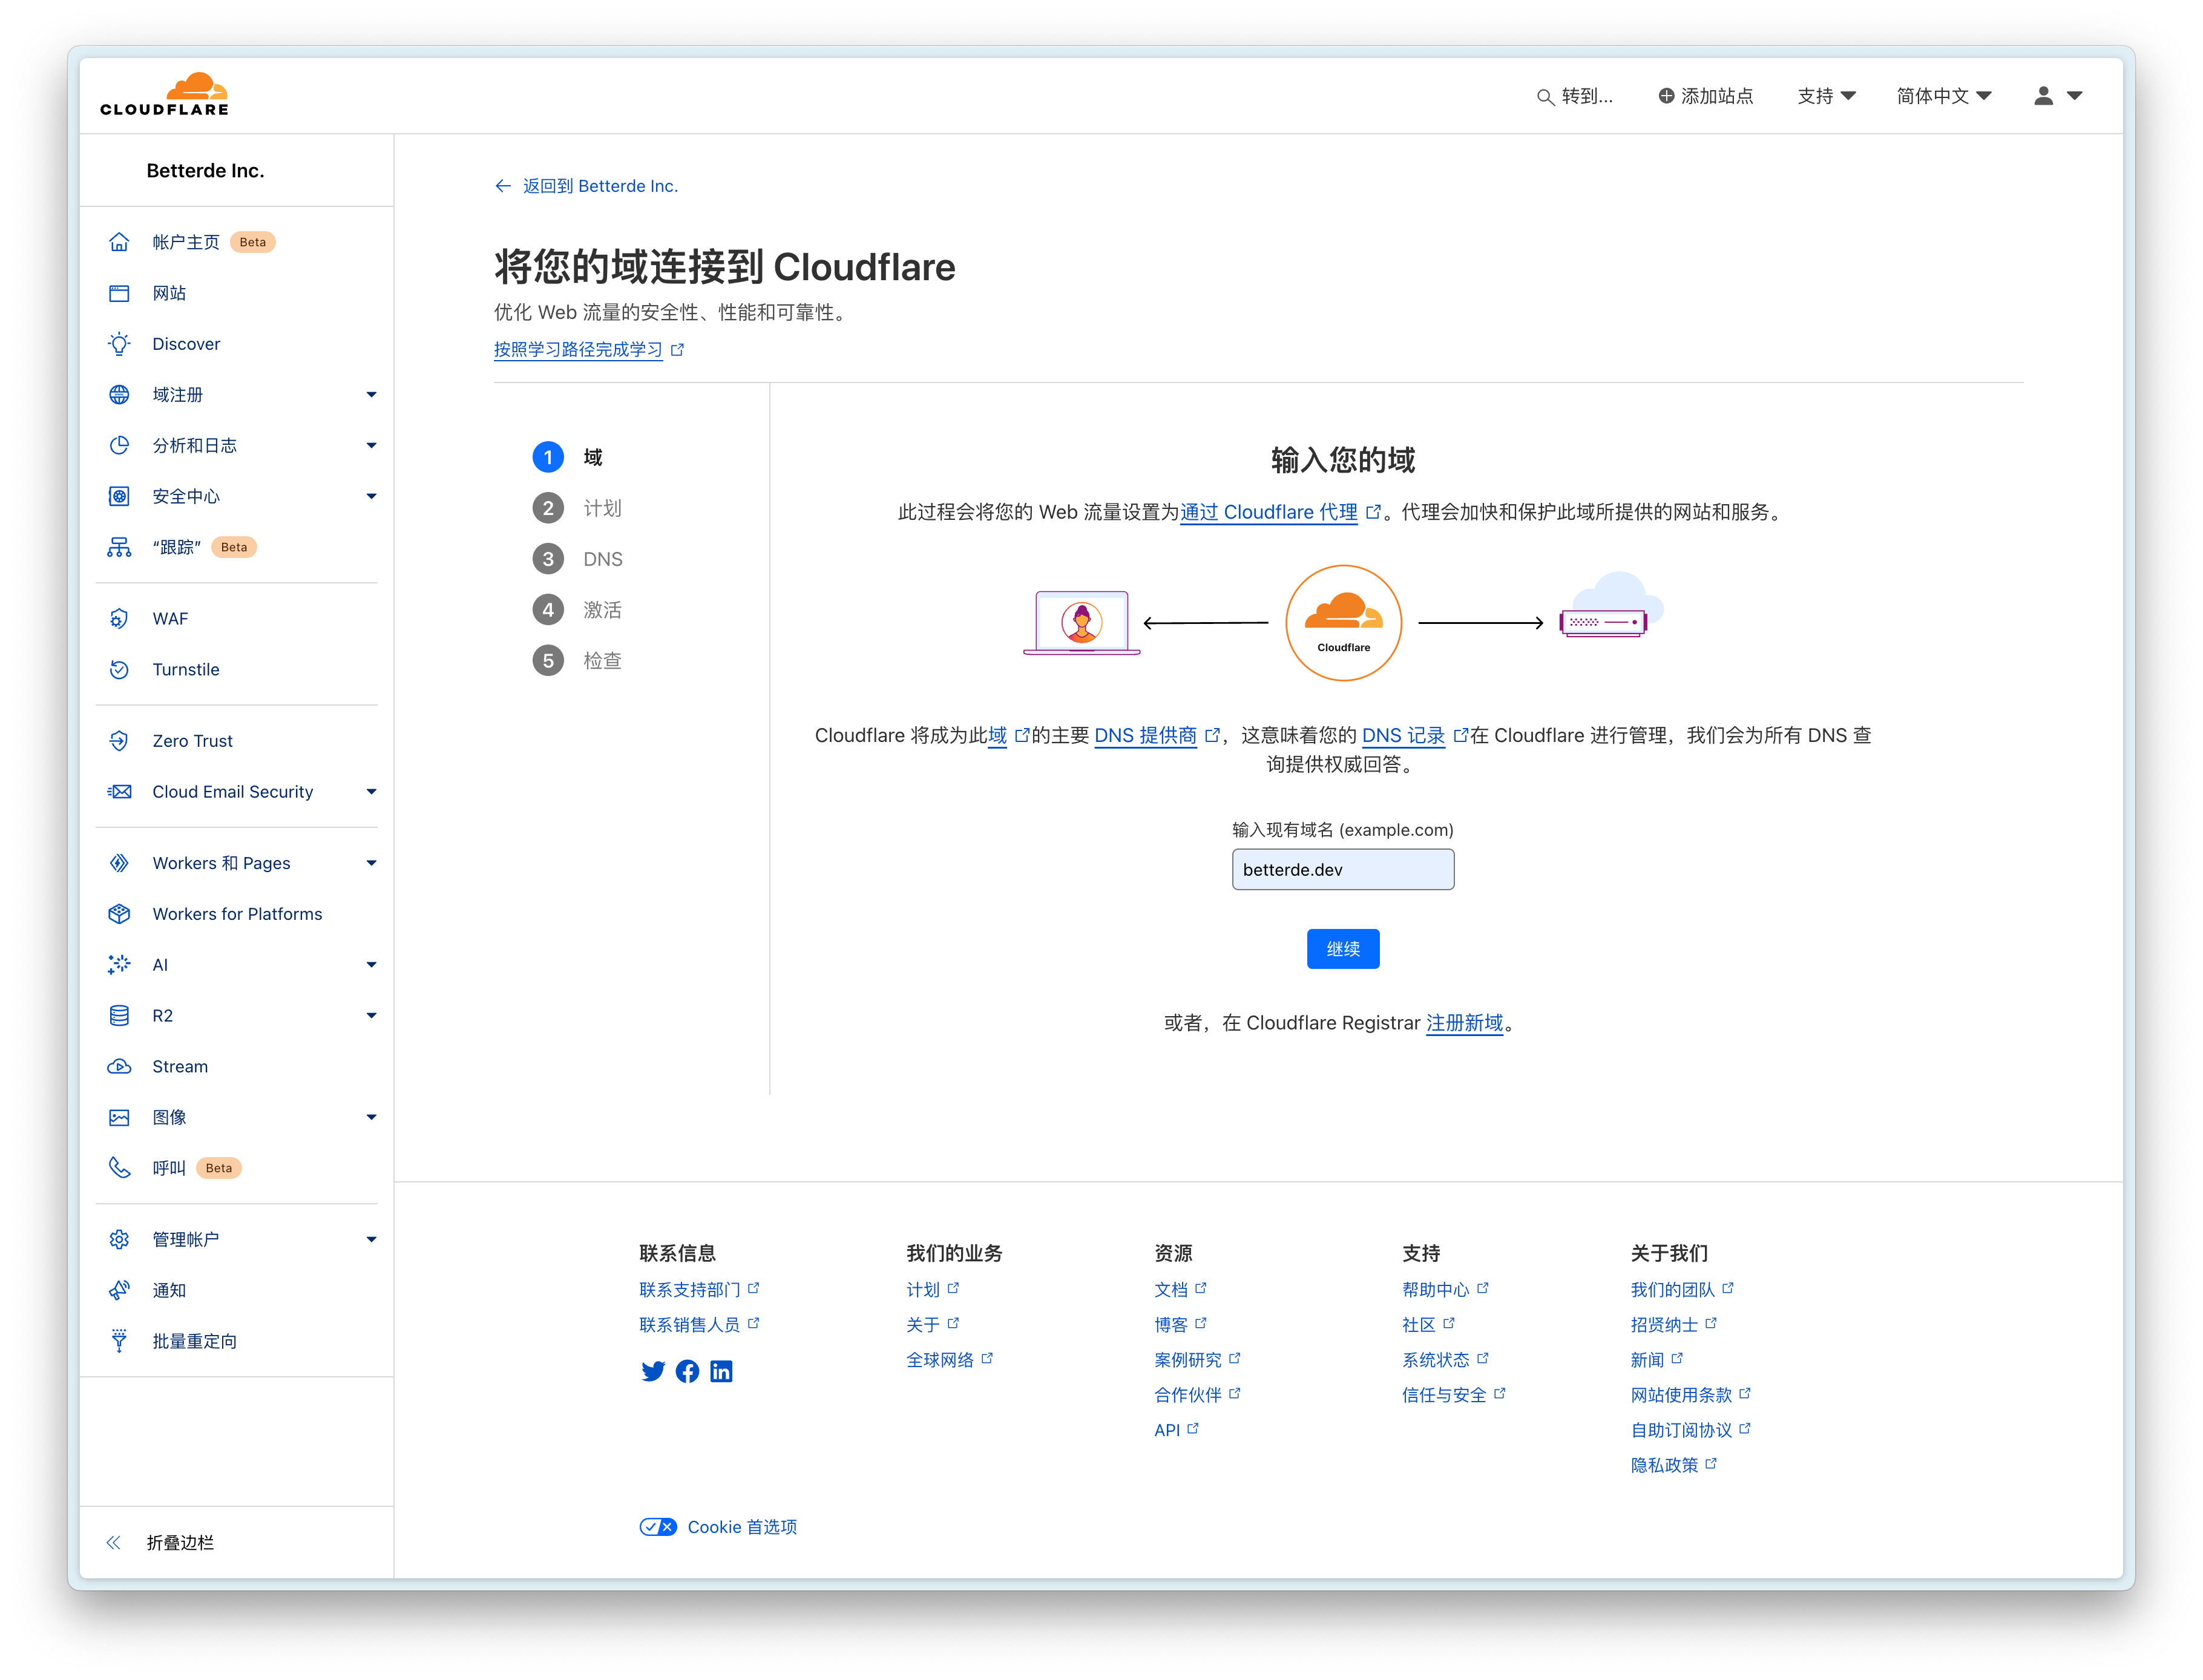 CLOUDFLARE
转到...
添加站点
支持
简体中文
Betterde Inc.
帐户主页 Beta
网站
Discover
域注册
分析和日志
安全中心
“跟踪” Beta
WAF
Turnstile
Zero Trust
Cloud Email Security
Workers 和 Pages
Workers for Platforms
AI
R2
Stream
图像
呼叫 Beta
管理帐户
通知
批量重定向
折叠边栏
返回到 Betterde Inc.
将您的域连接到 Cloudflare
优化 Web 流量的安全性、性能和可靠性。
按照学习路径完成学习
1 域
2 计划
3 DNS
4 激活
5 检查
输入您的域
此过程会将您的 Web 流量设置为通过 Cloudflare 代理。代理会加快和保护此域所提供的网站和服务。
Cloudflare
Cloudflare 将成为此域的主要 DNS 提供商，这意味着您的 DNS 记录在 Cloudflare 进行管理，我们会为所有 DNS 查
询提供权威回答。
输入现有域名 (example.com)
betterde.dev
继续
或者，在 Cloudflare Registrar 注册新域。
联系信息
联系支持部门
联系销售人员
我们的业务
计划
关于
全球网络
资源
文档
博客
案例研究
合作伙伴
API
支持
帮助中心
社区
系统状态
信任与安全
关于我们
我们的团队
招贤纳士
新闻
网站使用条款
自助订阅协议
隐私政策
Cookie 首选项